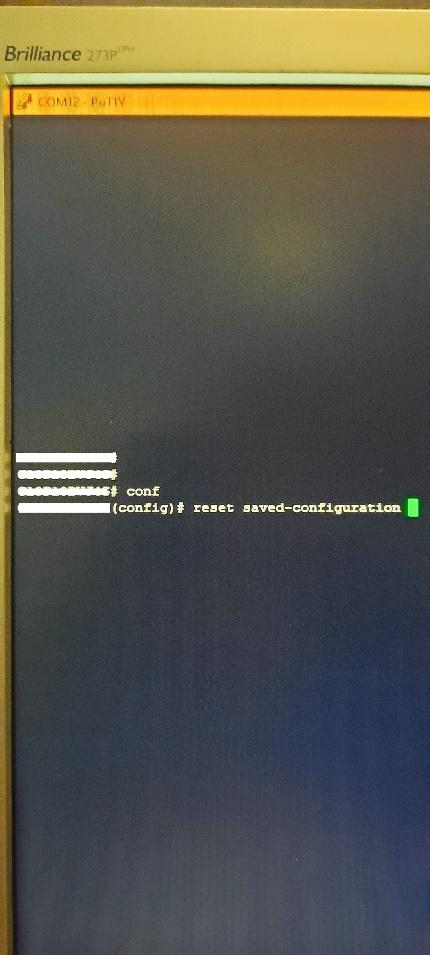 Brilliance 273P
COM12 - PuTTY
#
#
# conf
(config)# reset saved-configuration